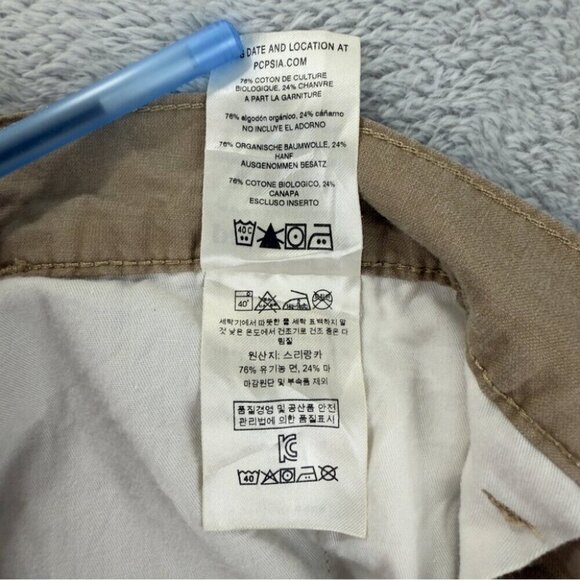 DATE AND LOCATION AT
PCPSIA.COM
76% COTON DE CULTURE
BIOLOGIQUE, 24% CHANVRE
A PART LA GARNITURE
76% algodón orgánico, 24% cáñamo
NO INCLUYE EL ADORNO
76% ORGANISCHE BAUMWOLLE, 24%
HANF
AUSGENOMMEN BESATZ
76% COTONE BIOLOGICO, 24%
CANAPA
ESCLUSO INSERTO
40 C
40°
세탁기에서 따뜻한 물 세탁 표백하지 말
것 낮은 온도에서 건조기로 건조 좋은 다
림질
원산지: 스리랑카
76% 유기농 면, 24% 마
마감원단 및 부속품 제외
품질경영 및 공산품 안전
관리법에 의한 품질표시
40